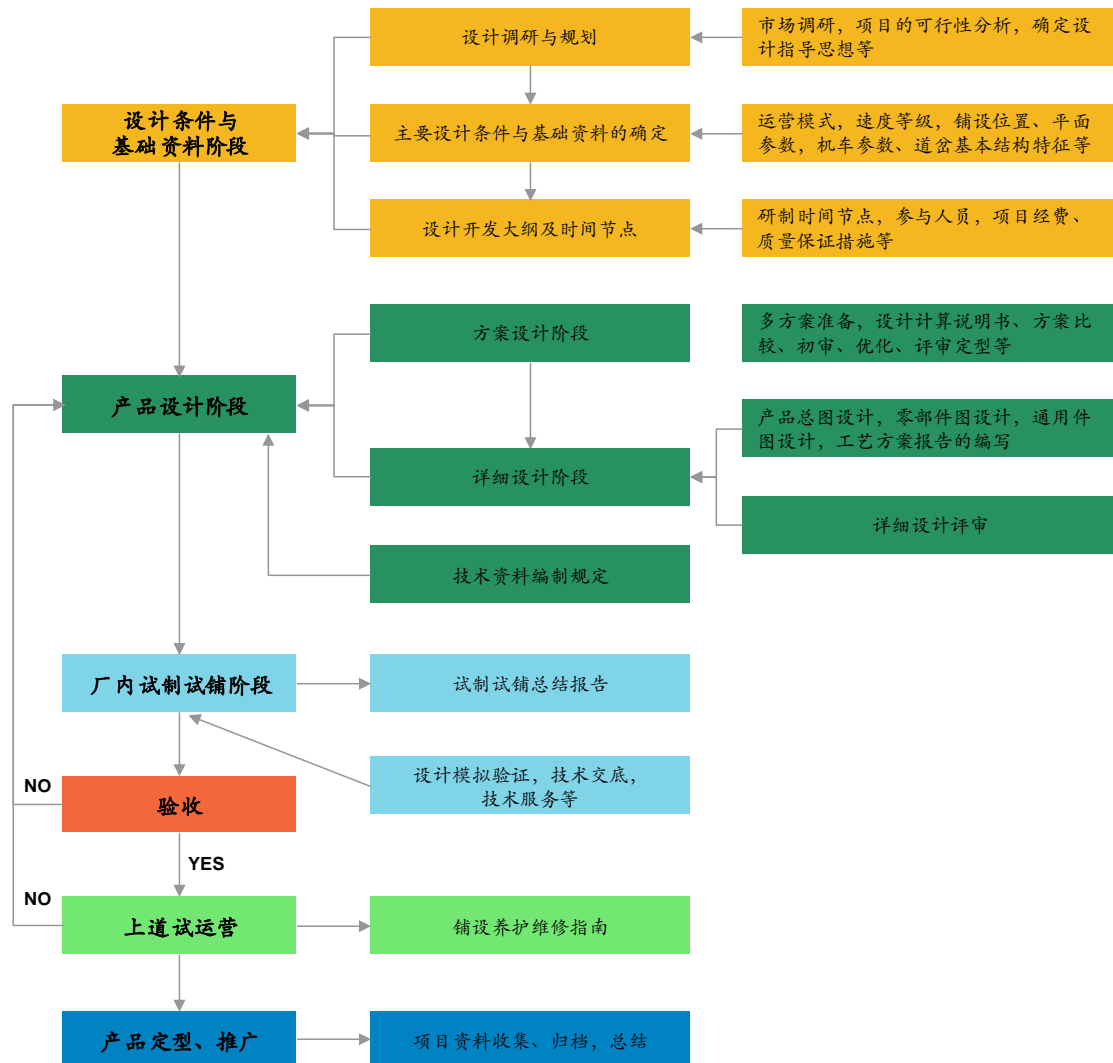 设计调研与规划
市场调研，项目的可行性分析，确定设
计指导思想等
设计条件与
基础资料阶段
主要设计条件与基础资料的确定
运营模式，速度等级，铺设位置、平面
参数，机车参数、道岔基本结构特征等
设计开发大纲及时间节点
研制时间节点，参与人员，项目经费、
质量保证措施等
方案设计阶段
多方案准备，设计计算说明书、方案比
较、初审、优化、评审定型等
产品设计阶段
产品总图设计，零部件图设计，通用件
图设计，工艺方案报告的编写
详细设计阶段
详细设计评审
技术资料编制规定
厂内试制试铺阶段
试制试铺总结报告
设计模拟验证，技术交底，
技术服务等
NO
验收
YES
NO
上道试运营
铺设养护维修指南
产品定型、推广
项目资料收集、归档，总结